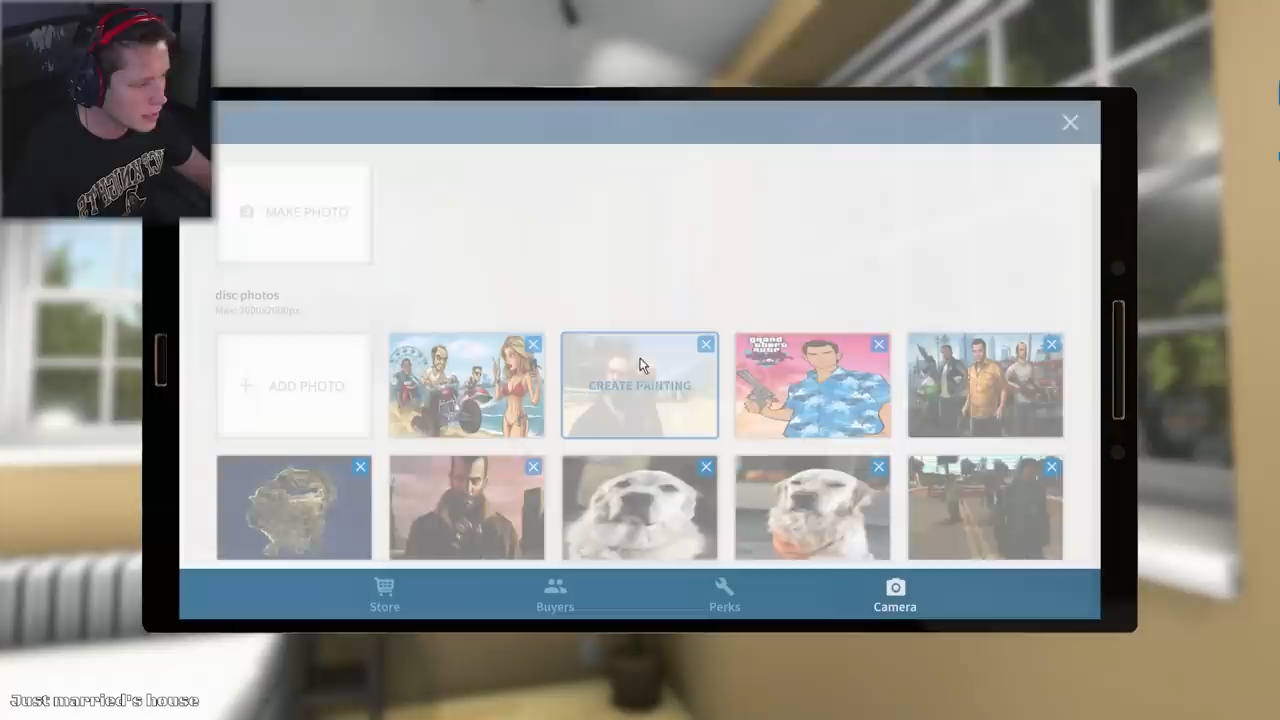 MAKE PHOTO
disc photos
Max: 2000x2000px
ADD PHOTO
CREATE PAINTING
grand
theft
auto
Store
Buyers
Perks
Camera
Just married's house